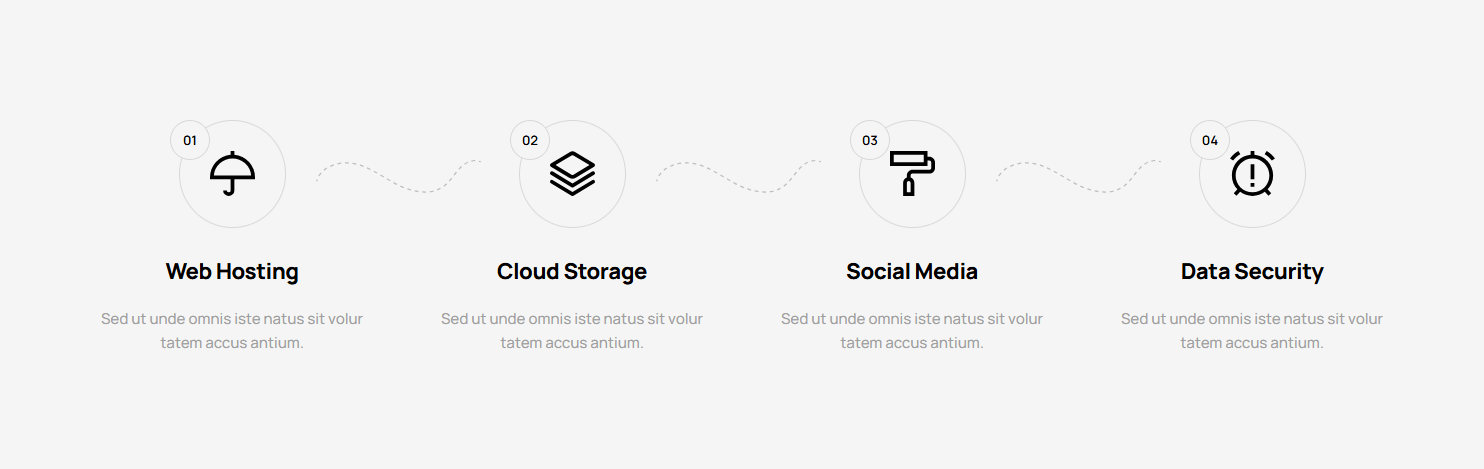 01
02
03
04
Web Hosting
Cloud Storage
Social Media
Data Security
Sed ut unde omnis iste natus sit volur
tatem accus antium.
Sed ut unde omnis iste natus sit volur
tatem accus antium.
Sed ut unde omnis iste natus sit volur
tatem accus antium.
Sed ut unde omnis iste natus sit volur
tatem accus antium.